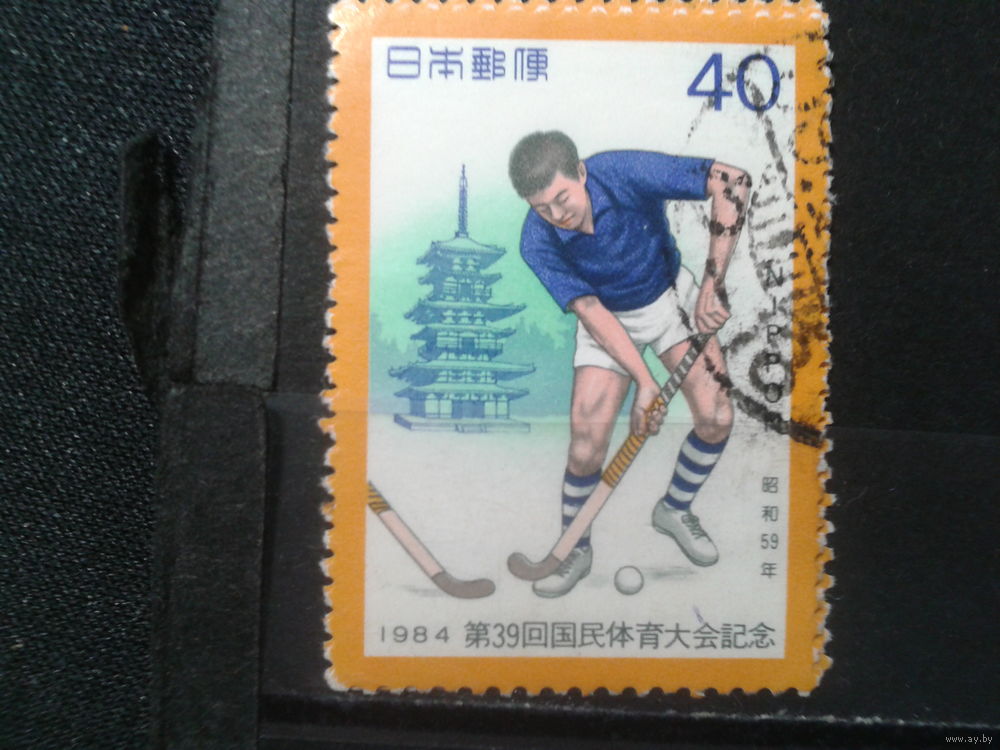 日本郵便
40
NIPPON
昭和59年
1984 第39回国民体育大会記念
www.ay.by